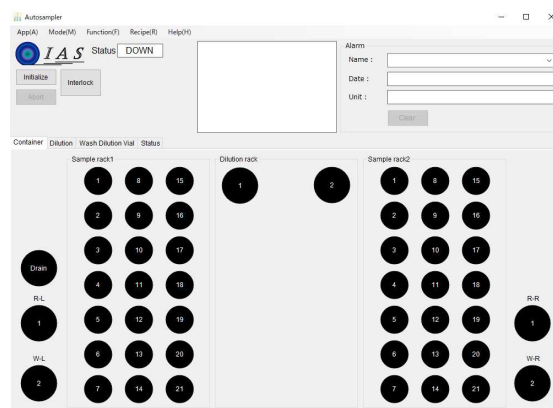 Autosampler
App(A) Mode(M) Function(F) Recipe(R) Help(H)
IAS Status DOWN
Initialize
Interlock
Abort
Alarm
Name :
Date :
Unit :
Clear
Container Dilution Wash Dilution Vial Status
Sample rack1
1 8 15
2 9 16
3 10 17
4 11 18
5 12 19
6 13 20
7 14 21
Drain
R-L
1
W-L
2
Dilution rack
1 2
Sample rack2
1 8 15
2 9 16
3 10 17
4 11 18
5 12 19
6 13 20
7 14 21
R-R
1
W-R
2